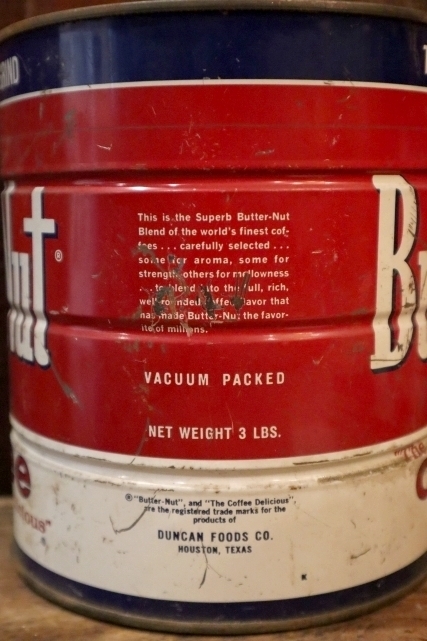 This is the Superb Butter-Nut
Blend of the world's finest cof-
fees . . . carefully selected . . .
some for aroma, some for
strength, others for mellowness
. . . to blend into the full, rich,
well-rounded coffee flavor that
has made Butter-Nut the favor-
ite of millions.
VACUUM PACKED
NET WEIGHT 3 LBS.
® "Butter-Nut", and "The Coffee Delicious",
are the registered trade marks for the
products of
DUNCAN FOODS CO.
HOUSTON, TEXAS
Nut®